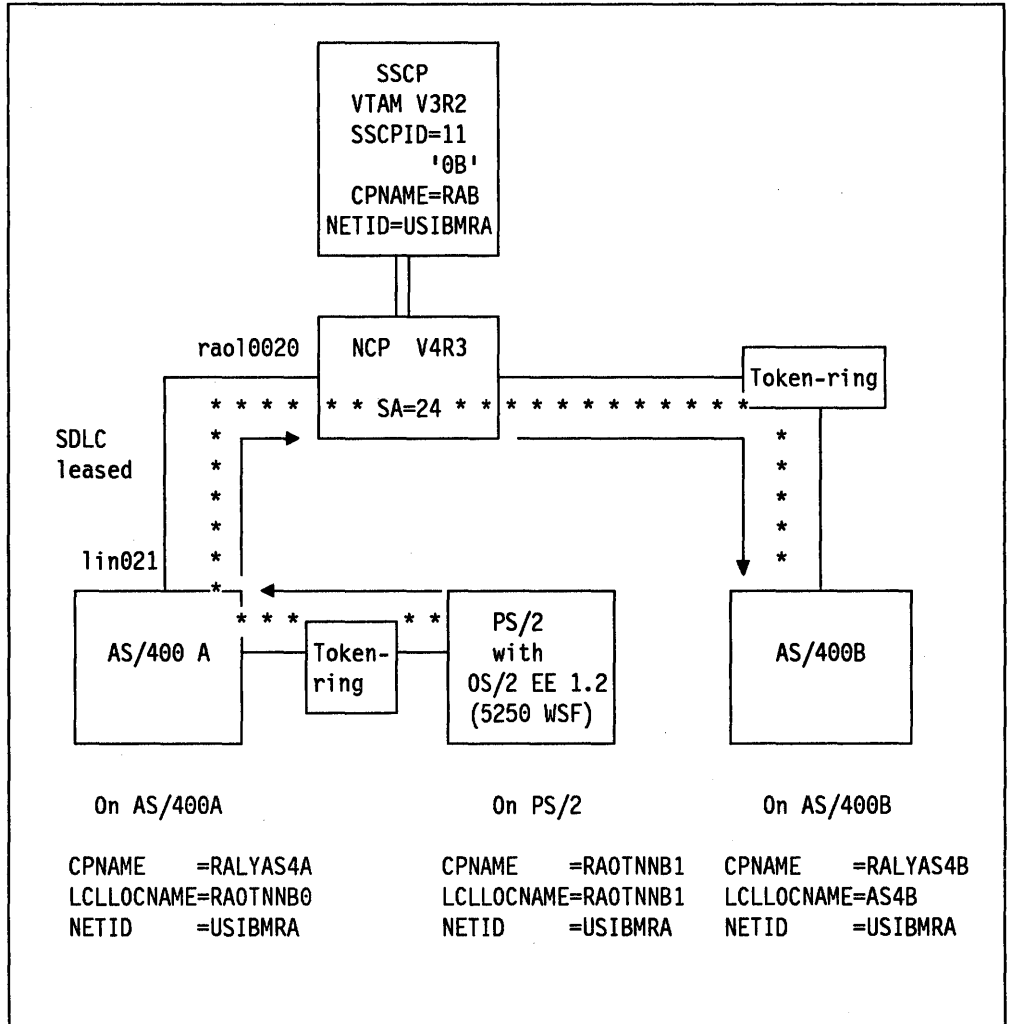 SSCP
VTAM V3R2
SSCPID=11
'0B'
CPNAME=RAB
NETID=USIBMRA
raol0020
NCP V4R3
Token-ring
* * * * * * SA=24 * * * * * * * * * * * *
SDLC
leased
lin021
AS/400 A
Token-
ring
PS/2
with
OS/2 EE 1.2
(5250 WSF)
AS/400B
On AS/400A
CPNAME =RALYAS4A
LCLLOCNAME=RAOTNNB0
NETID =USIBMRA
On PS/2
CPNAME =RAOTNNB1
LCLLOCNAME=RAOTNNB1
NETID =USIBMRA
On AS/400B
CPNAME =RALYAS4B
LCLLOCNAME=AS4B
NETID =USIBMRA